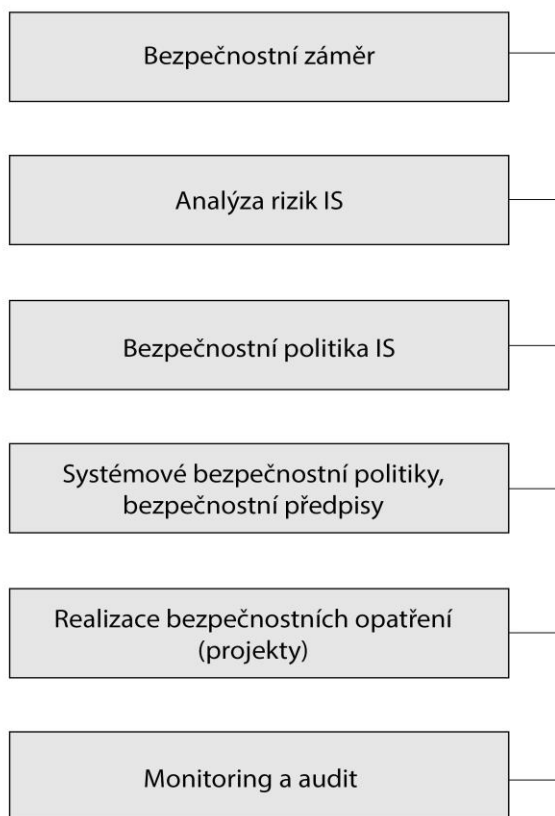 Bezpečnostní záměr
Analýza rizik IS
Bezpečnostní politika IS
Systémové bezpečnostní politiky,
bezpečnostní předpisy
Realizace bezpečnostních opatření
(projekty)
Monitoring a audit